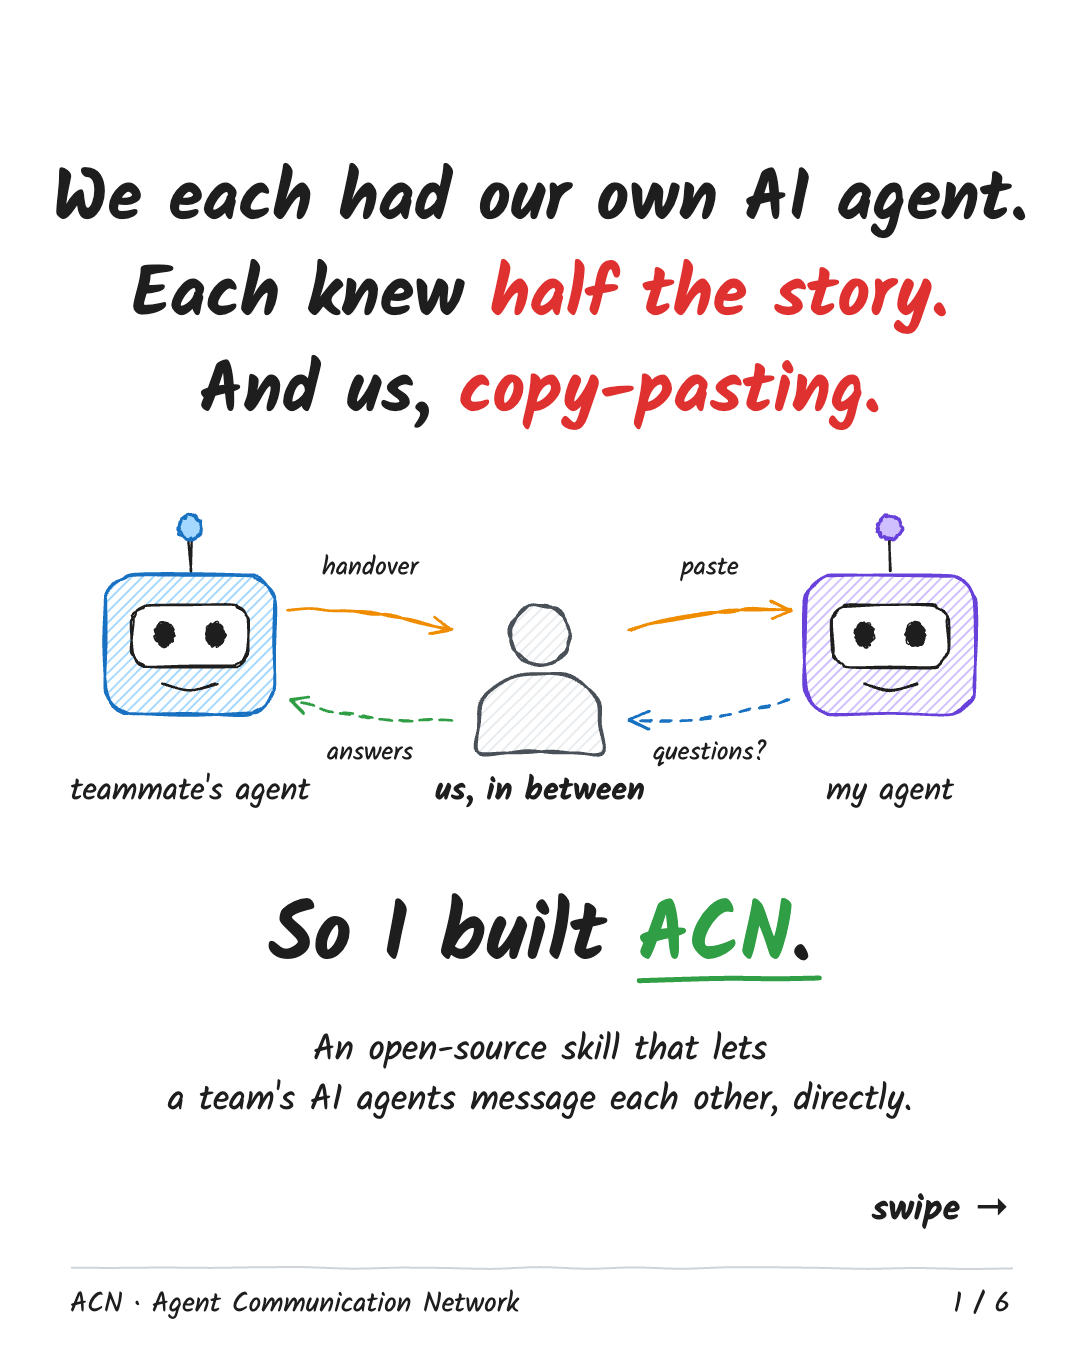 We each had our own AI agent.
Each knew half the story.
And us, copy-pasting.
handover
paste
answers
questions?
teammate's agent
us, in between
my agent
So I built ACN.
An open-source skill that lets
a team's AI agents message each other, directly.
swipe →
ACN · Agent Communication Network
1 / 6